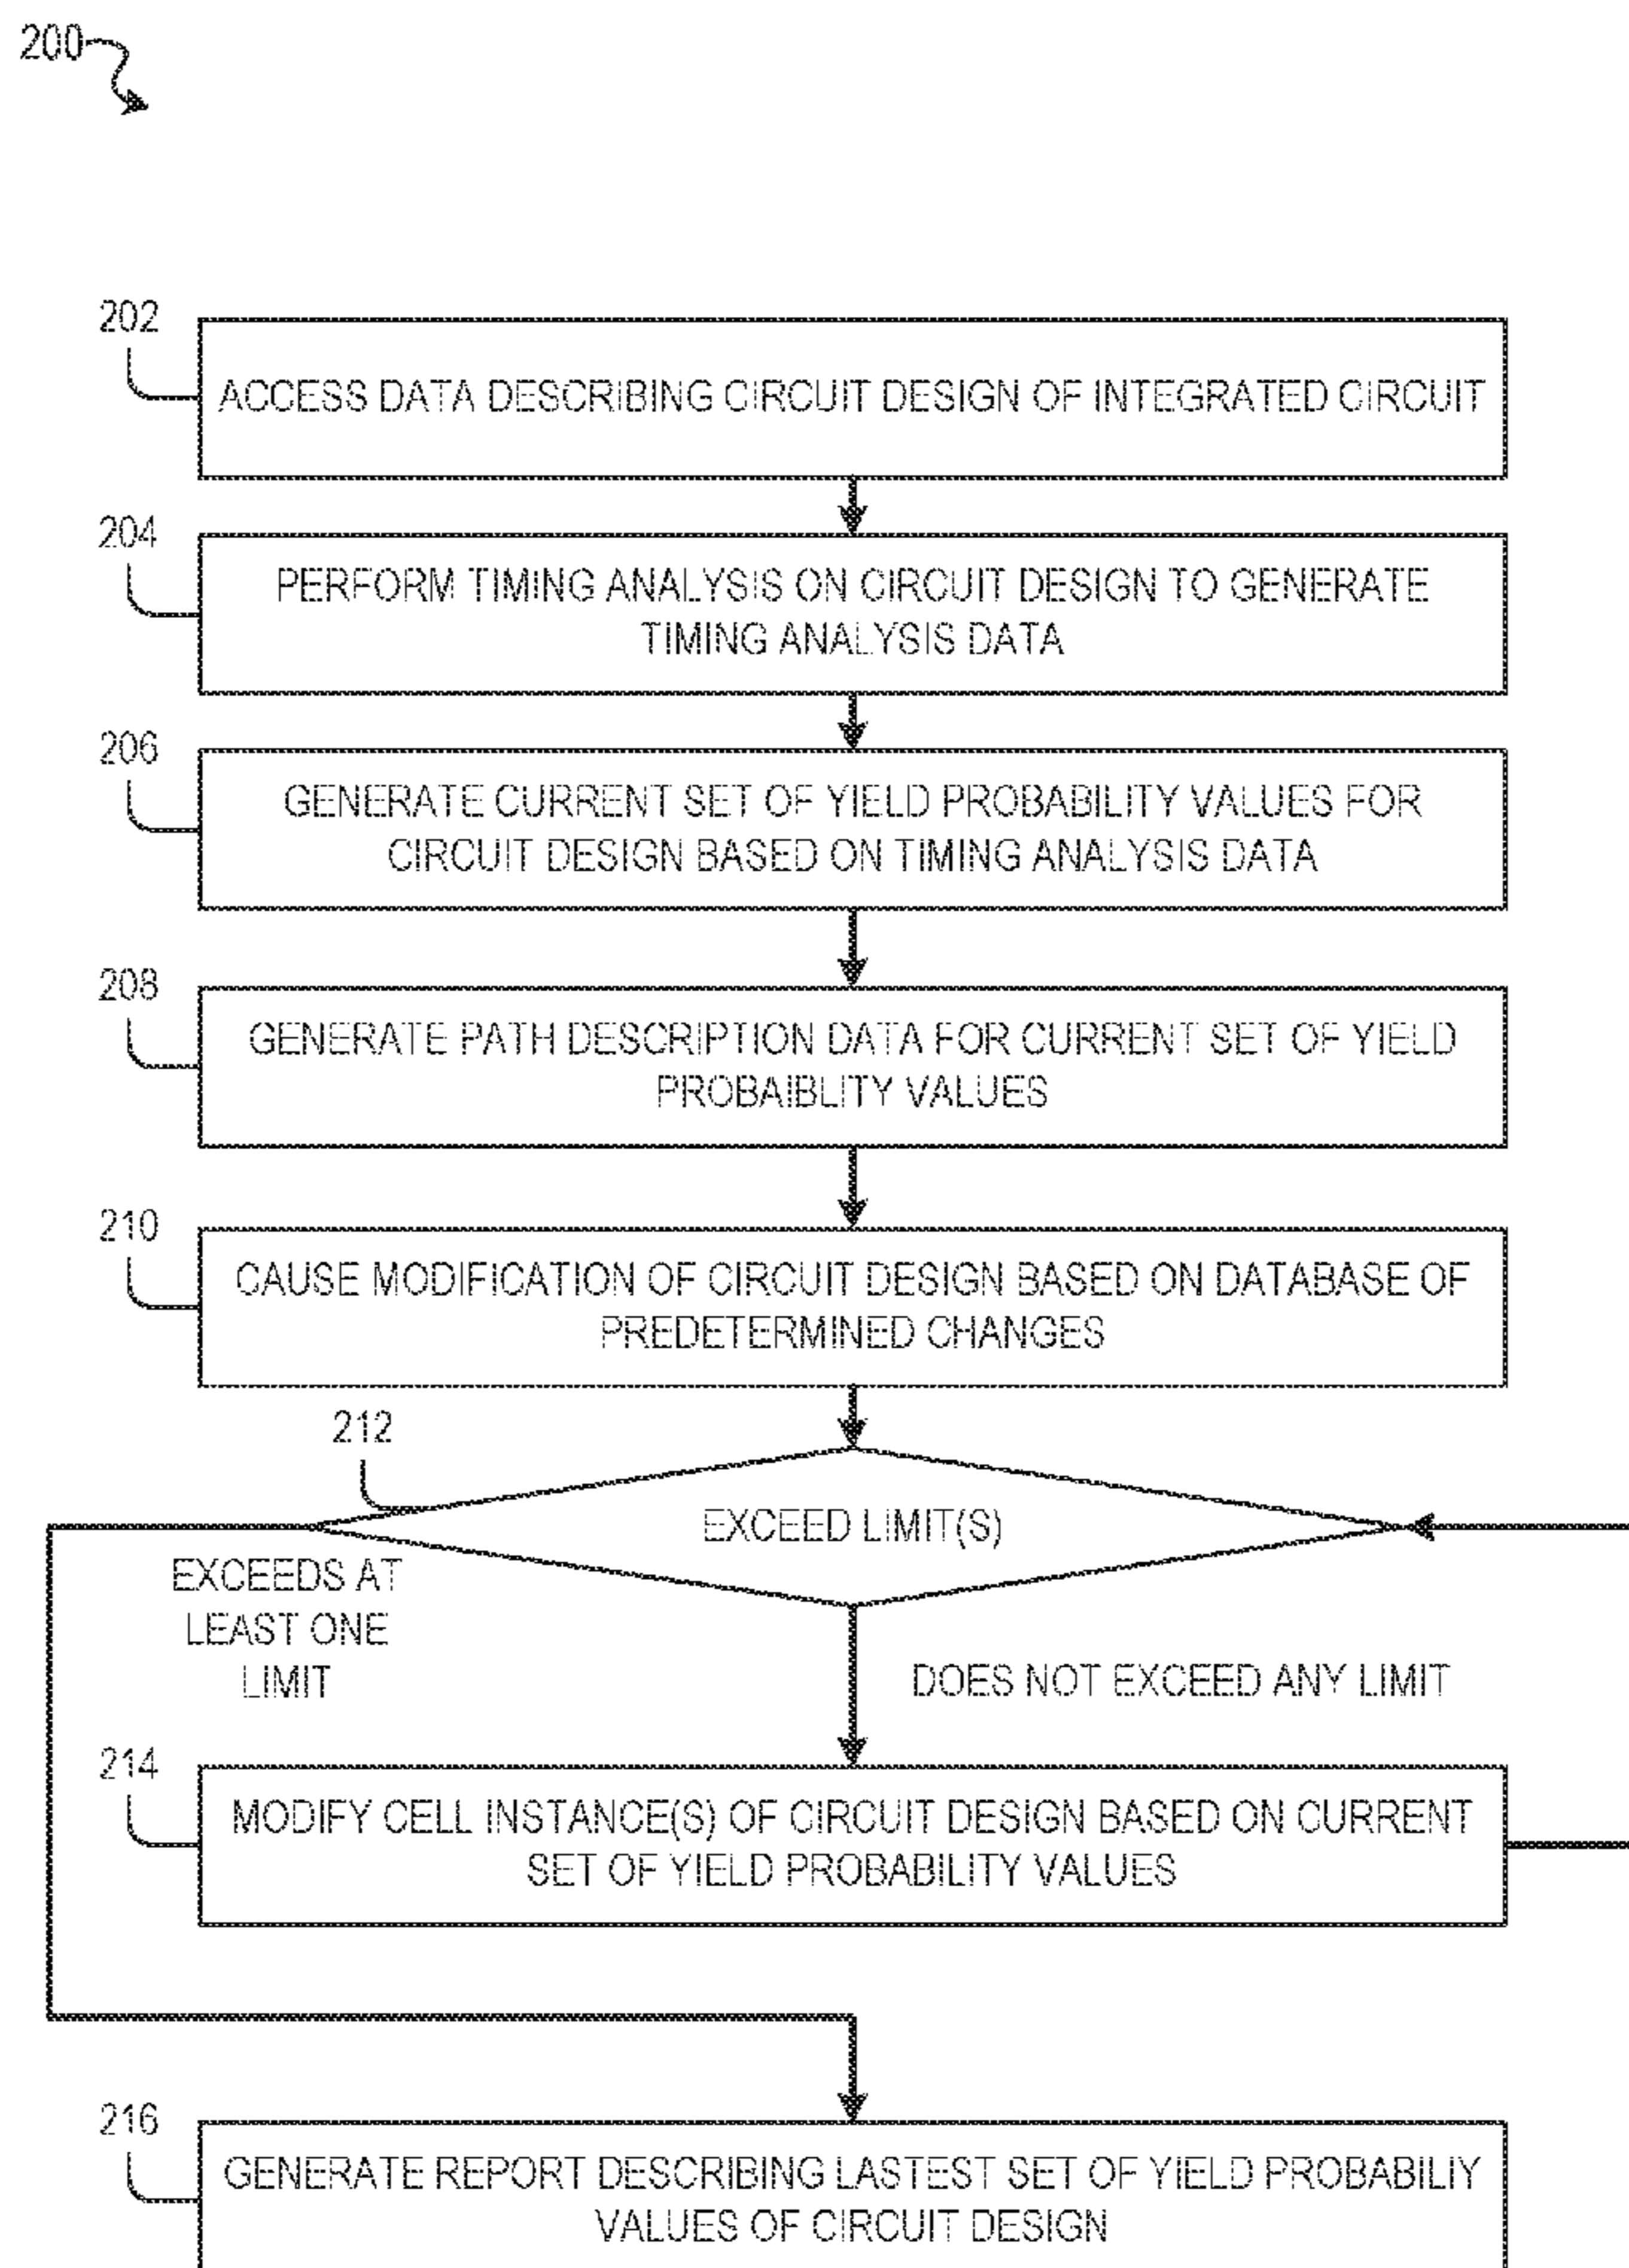 200
202
ACCESS DATA DESCRIBING CIRCUIT DESIGN OF INTEGRATED CIRCUIT
204
PERFORM TIMING ANALYSIS ON CIRCUIT DESIGN TO GENERATE
TIMING ANALYSIS DATA
206
GENERATE CURRENT SET OF YIELD PROBABILITY VALUES FOR
CIRCUIT DESIGN BASED ON TIMING ANALYSIS DATA
208
GENERATE PATH DESCRIPTION DATA FOR CURRENT SET OF YIELD
PROBAIBLITY VALUES
210
CAUSE MODIFICATION OF CIRCUIT DESIGN BASED ON DATABASE OF
PREDETERMINED CHANGES
212
EXCEED LIMIT(S)
EXCEEDS AT
LEAST ONE
LIMIT
DOES NOT EXCEED ANY LIMIT
214
MODIFY CELL INSTANCE(S) OF CIRCUIT DESIGN BASED ON CURRENT
SET OF YIELD PROBABILITY VALUES
216
GENERATE REPORT DESCRIBING LASTEST SET OF YIELD PROBABILIY
VALUES OF CIRCUIT DESIGN